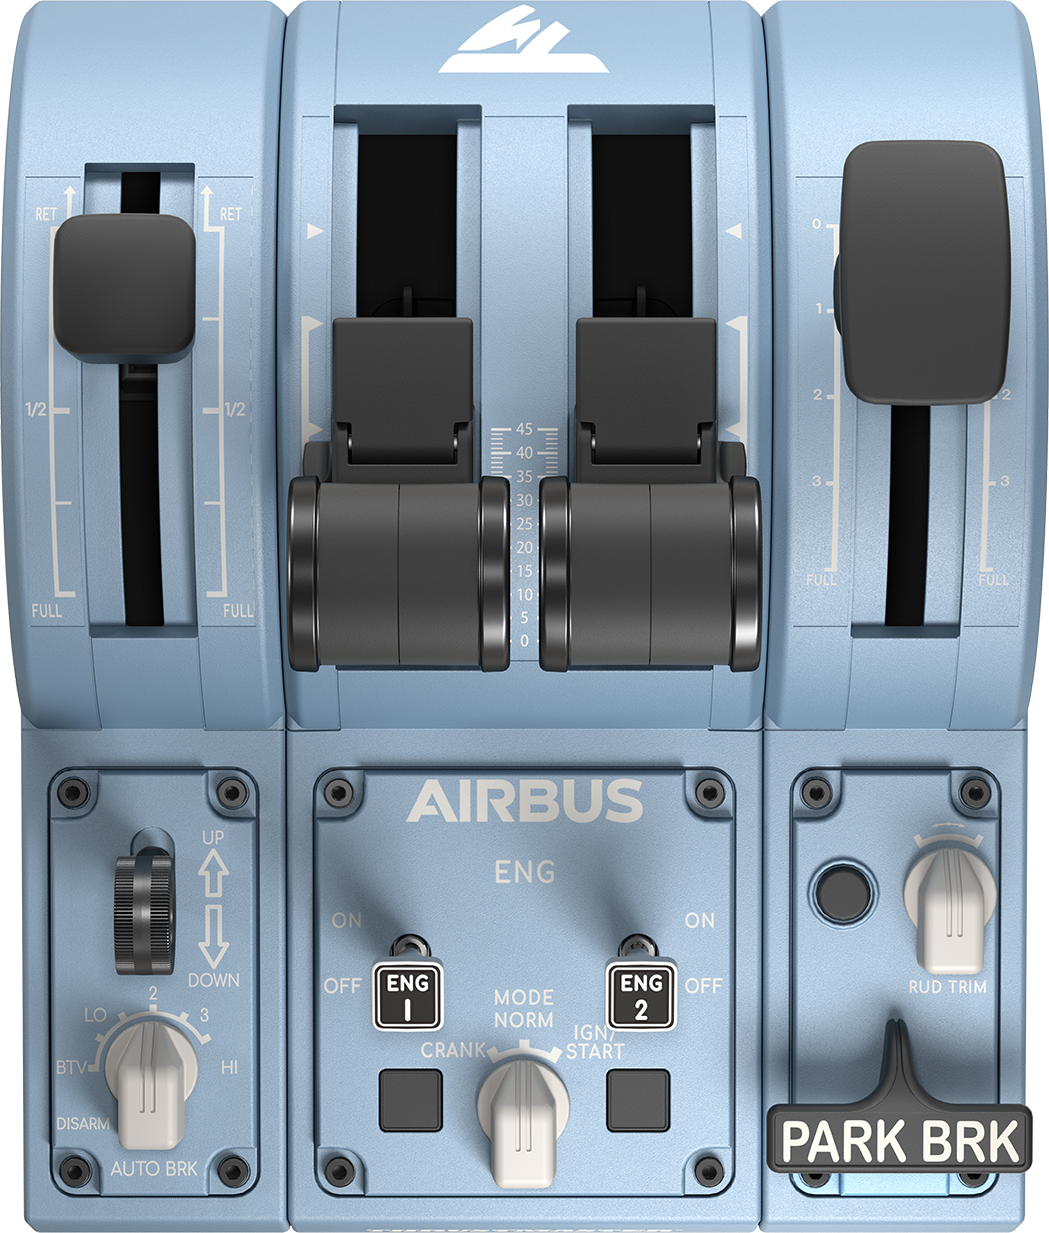 RET
RET
1/2
1/2
FULL
FULL
45
40
35
30
25
20
15
10
5
0
0
1
2
2
3
3
FULL
FULL
UP
DOWN
2
LO
3
BTV
HI
DISARM
AUTO BRK
AIRBUS
ENG
ON
ON
OFF
ENG
1
ENG
2
OFF
MODE
NORM
CRANK
IGN/
START
RUD TRIM
PARK BRK